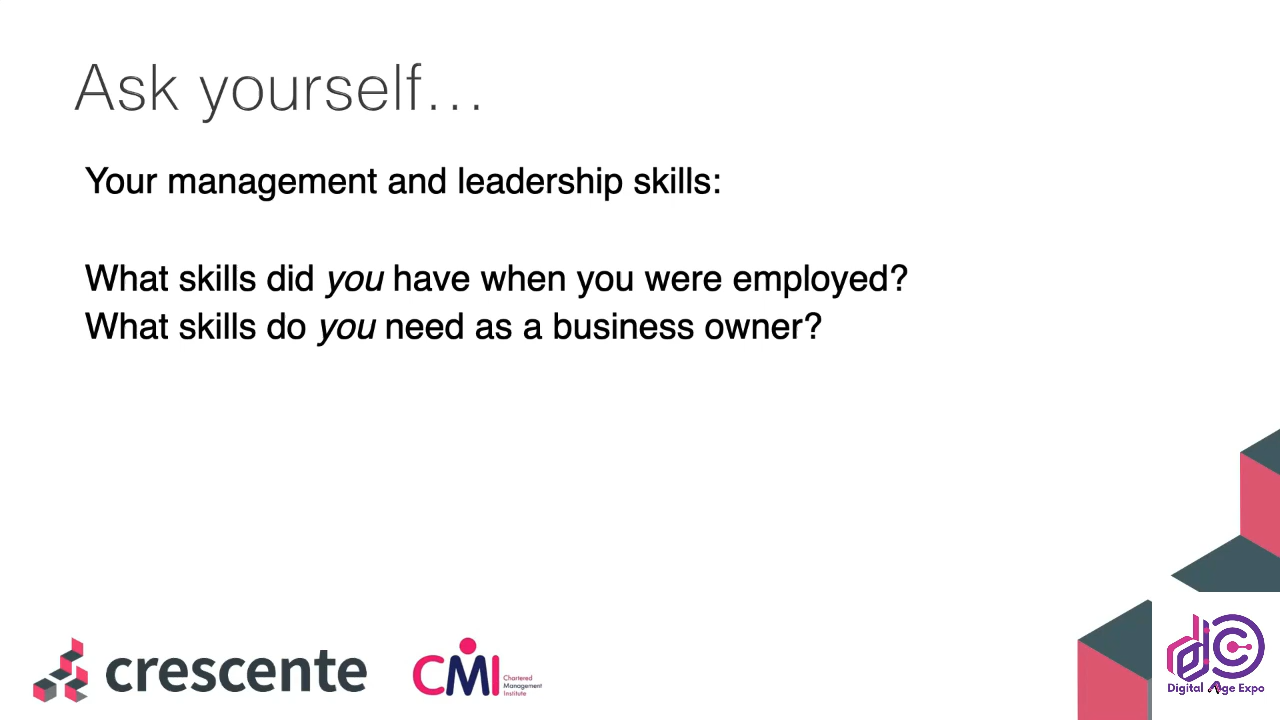 Ask yourself…
Your management and leadership skills:
What skills did you have when you were employed?
What skills do you need as a business owner?
crescente
CMI
Chartered
Management
Institute
dc
Digital Age Expo